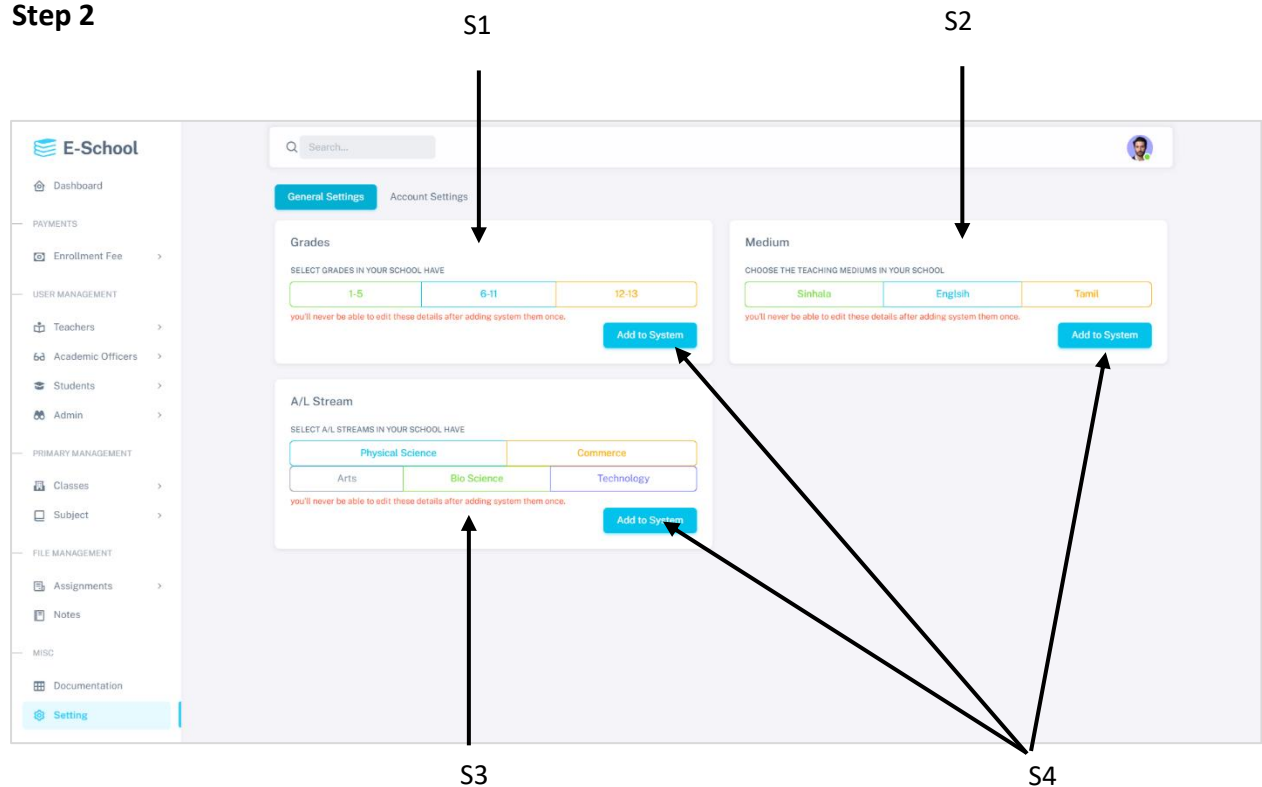 Step 2
S1
S2
E-School
Search...
Dashboard
General Settings
Account Settings
PAYMENTS
Enrollment Fee
USER MANAGEMENT
Teachers
Academic Officers
Students
Admin
PRIMARY MANAGEMENT
Classes
Subject
FILE MANAGEMENT
Assignments
Notes
MISC
Documentation
Setting
Grades
SELECT GRADES IN YOUR SCHOOL HAVE
1-5 6-11 12-13
you'll never be able to edit these details after adding system them once.
Add to System
Medium
CHOOSE THE TEACHING MEDIUMS IN YOUR SCHOOL
Sinhala Englsih Tamil
you'll never be able to edit these details after adding system them once.
Add to System
A/L Stream
SELECT A/L STREAMS IN YOUR SCHOOL HAVE
Physical Science Commerce
Arts Bio Science Technology
you'll never be able to edit these details after adding system them once.
Add to System
S3
S4